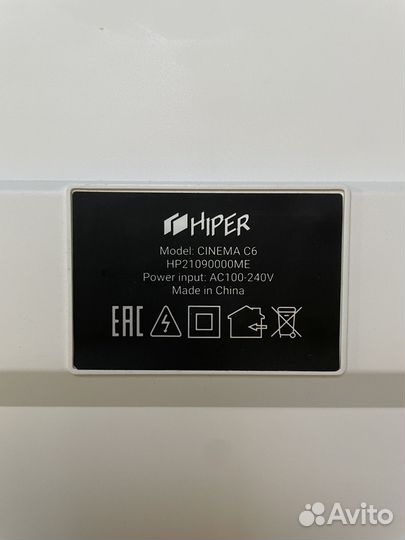 HIPER
Model: CINEMA C6
HP21090000ME
Power input: AC100-240V
Made in China
EAC
Avito